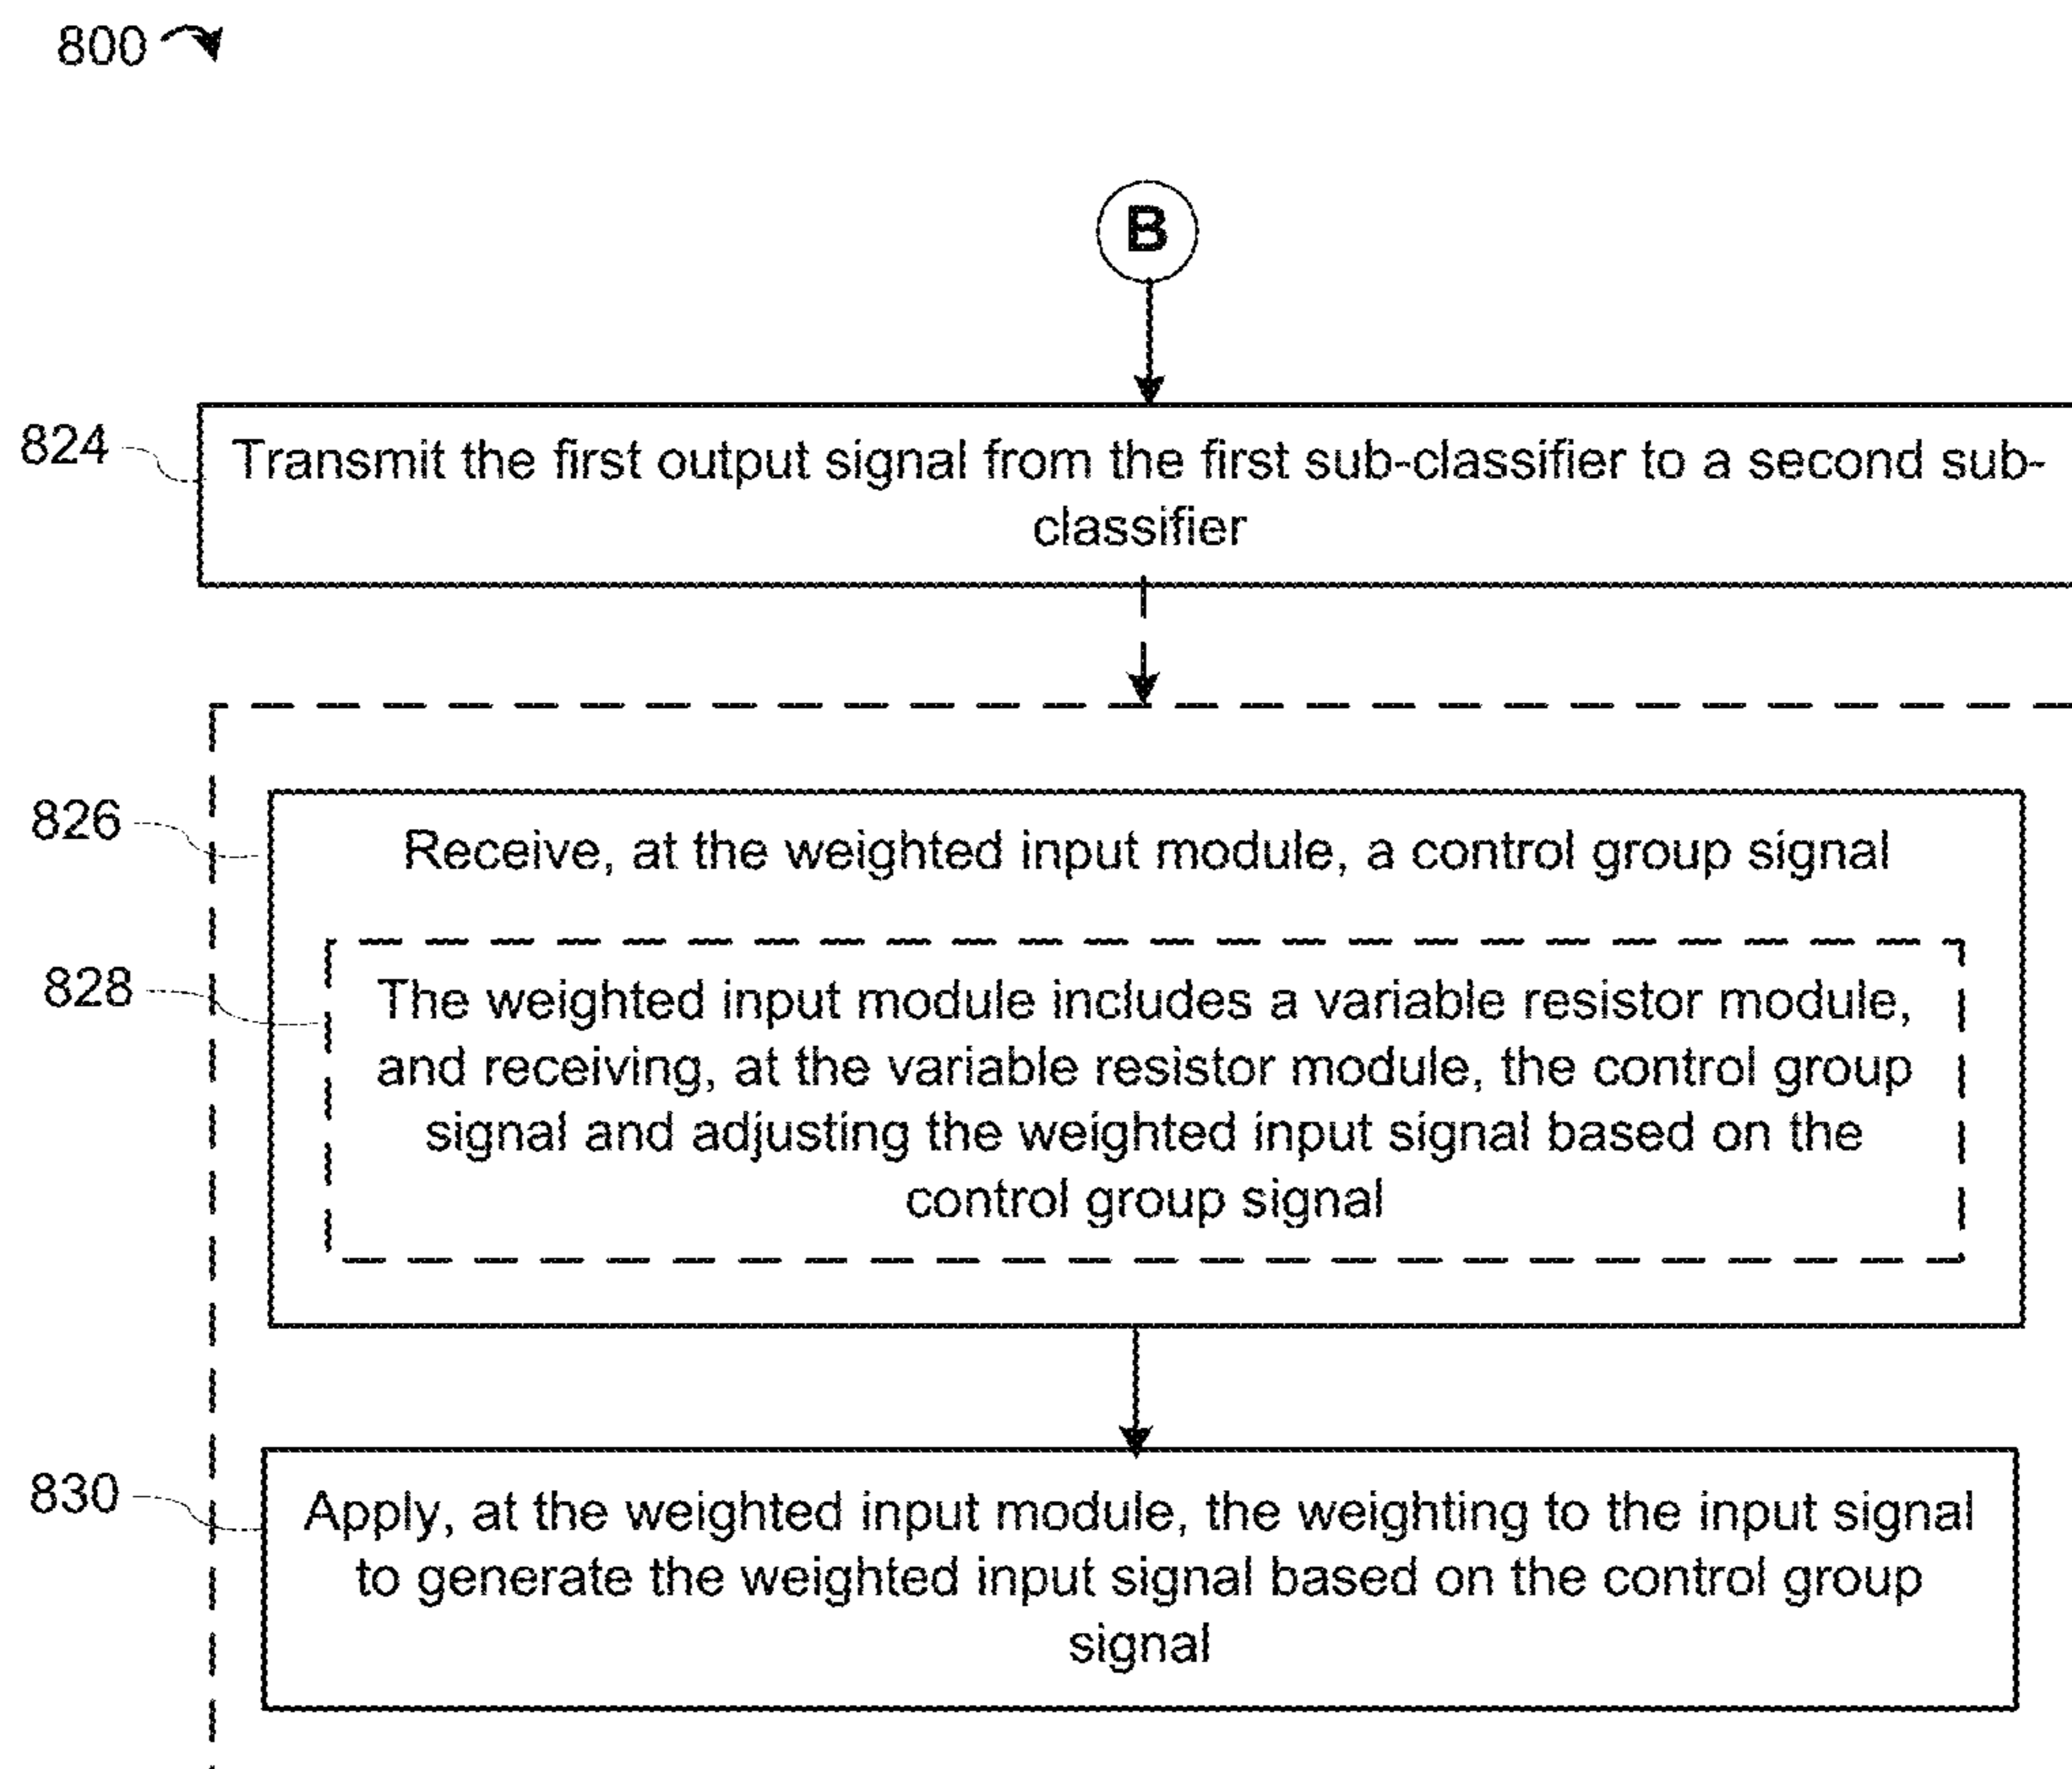 800
B
824
Transmit the first output signal from the first sub-classifier to a second sub-
classifier
826
Receive, at the weighted input module, a control group signal
828
The weighted input module includes a variable resistor module,
and receiving, at the variable resistor module, the control group
signal and adjusting the weighted input signal based on the
control group signal
830
Apply, at the weighted input module, the weighting to the input signal
to generate the weighted input signal based on the control group
signal